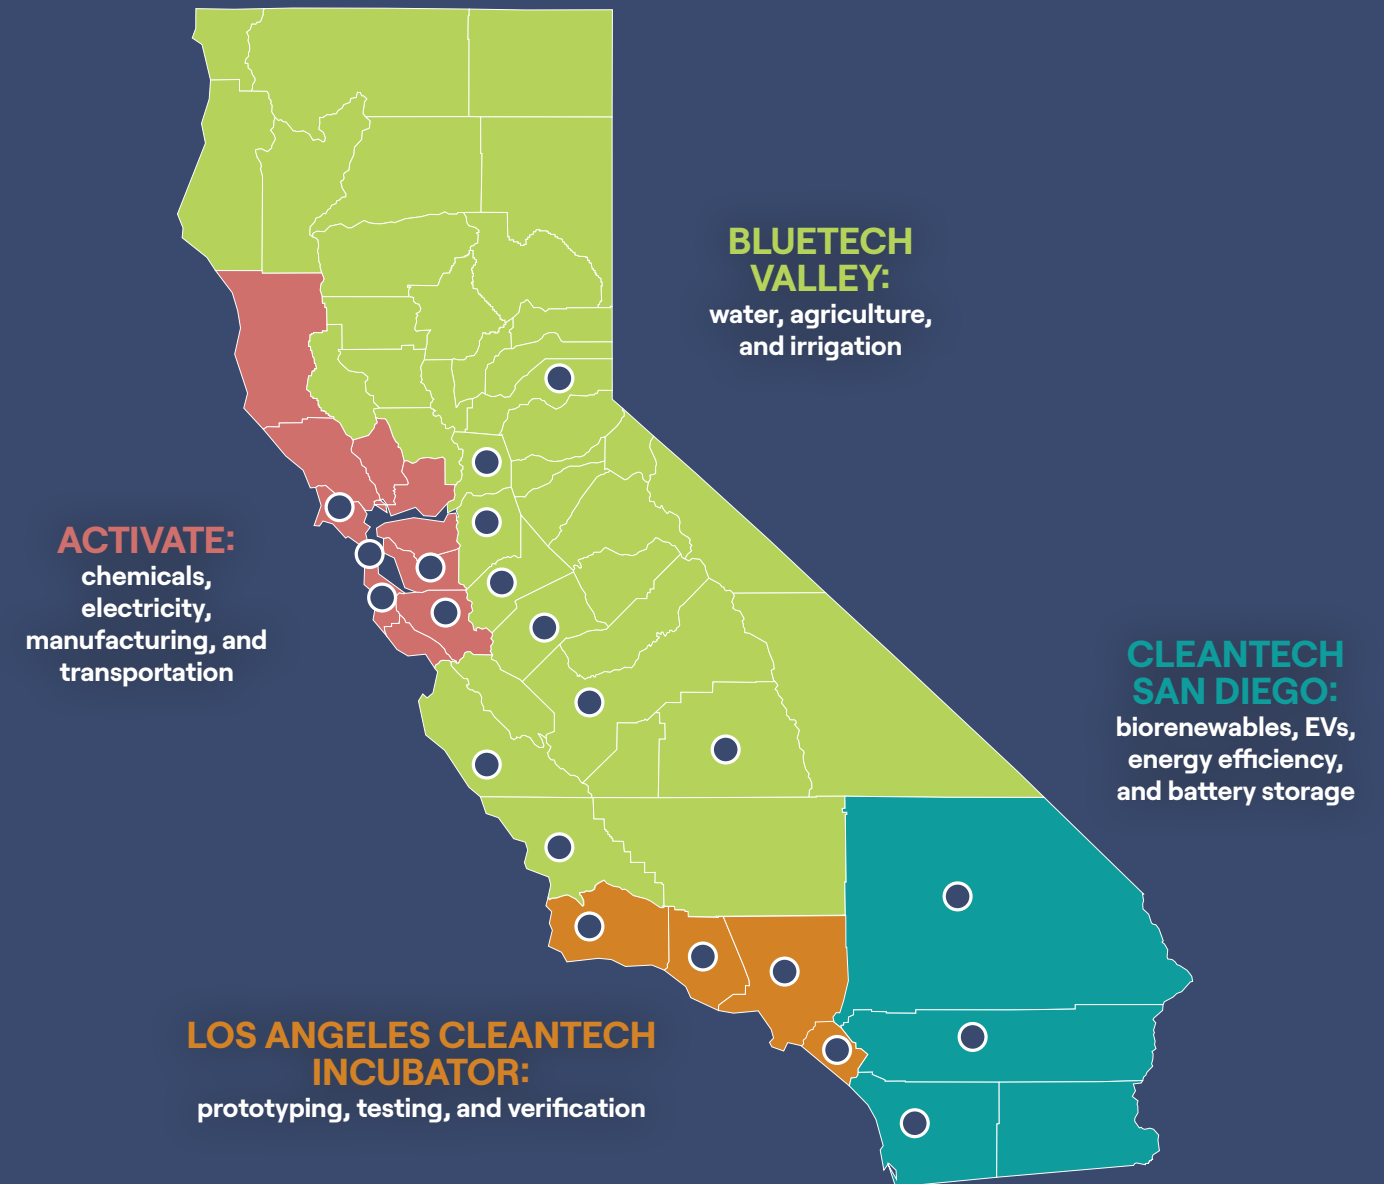 BLUETECH
VALLEY:
water, agriculture,
and irrigation
ACTIVATE:
chemicals,
electricity,
manufacturing, and
transportation
CLEANTECH
SAN DIEGO:
biorenewables, EVs,
energy efficiency,
and battery storage
LOS ANGELES CLEANTECH
INCUBATOR:
prototyping, testing, and verification